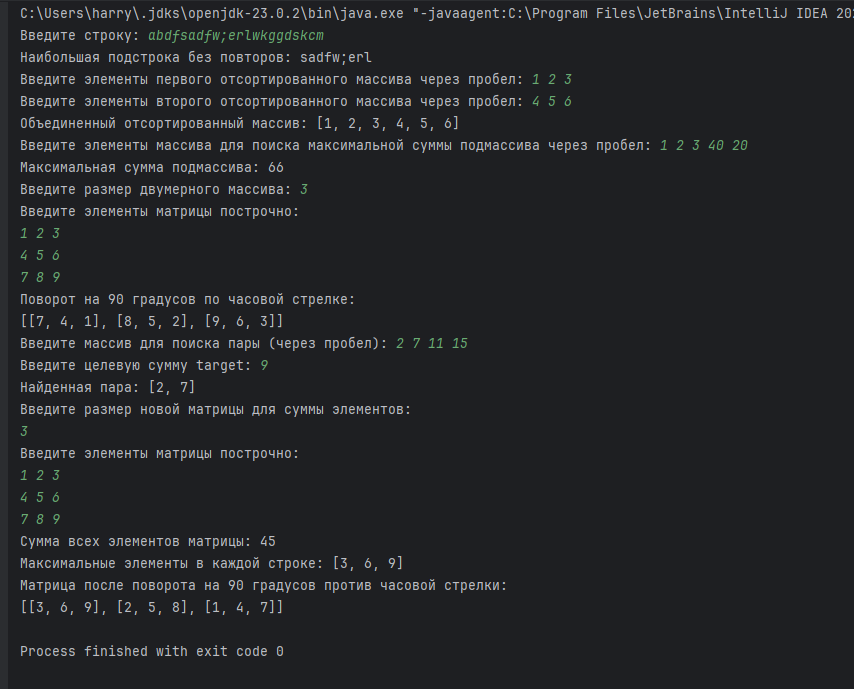 C:\Users\harry\.jdks\openjdk-23.0.2\bin\java.exe "-javaagent:C:\Program Files\JetBrains\IntelliJ IDEA 20
Введите строку: abdfsadfw;erlwkggdskcm
Наибольшая подстрока без повторов: sadfw;erl
Введите элементы первого отсортированного массива через пробел: 1 2 3
Введите элементы второго отсортированного массива через пробел: 4 5 6
Объединенный отсортированный массив: [1, 2, 3, 4, 5, 6]
Введите элементы массива для поиска максимальной суммы подмассива через пробел: 1 2 3 40 20
Максимальная сумма подмассива: 66
Введите размер двумерного массива: 3
Введите элементы матрицы построчно:
1 2 3
4 5 6
7 8 9
Поворот на 90 градусов по часовой стрелке:
[[7, 4, 1], [8, 5, 2], [9, 6, 3]]
Введите массив для поиска пары (через пробел): 2 7 11 15
Введите целевую сумму target: 9
Найденная пара: [2, 7]
Введите размер новой матрицы для суммы элементов:
3
Введите элементы матрицы построчно:
1 2 3
4 5 6
7 8 9
Сумма всех элементов матрицы: 45
Максимальные элементы в каждой строке: [3, 6, 9]
Матрица после поворота на 90 градусов против часовой стрелки:
[[3, 6, 9], [2, 5, 8], [1, 4, 7]]
Process finished with exit code 0